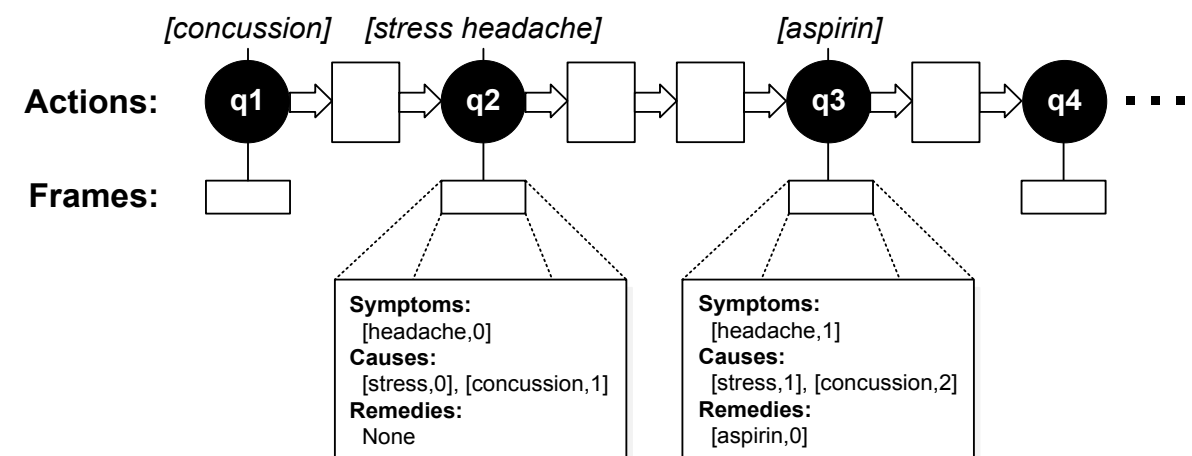 [concussion] [stress headache] [aspirin]
Actions: q1 q2 q3 q4
Frames:
Symptoms:
[headache,0]
Causes:
[stress,0], [concussion,1]
Remedies:
None
Symptoms:
[headache,1]
Causes:
[stress,1], [concussion,2]
Remedies:
[aspirin,0]